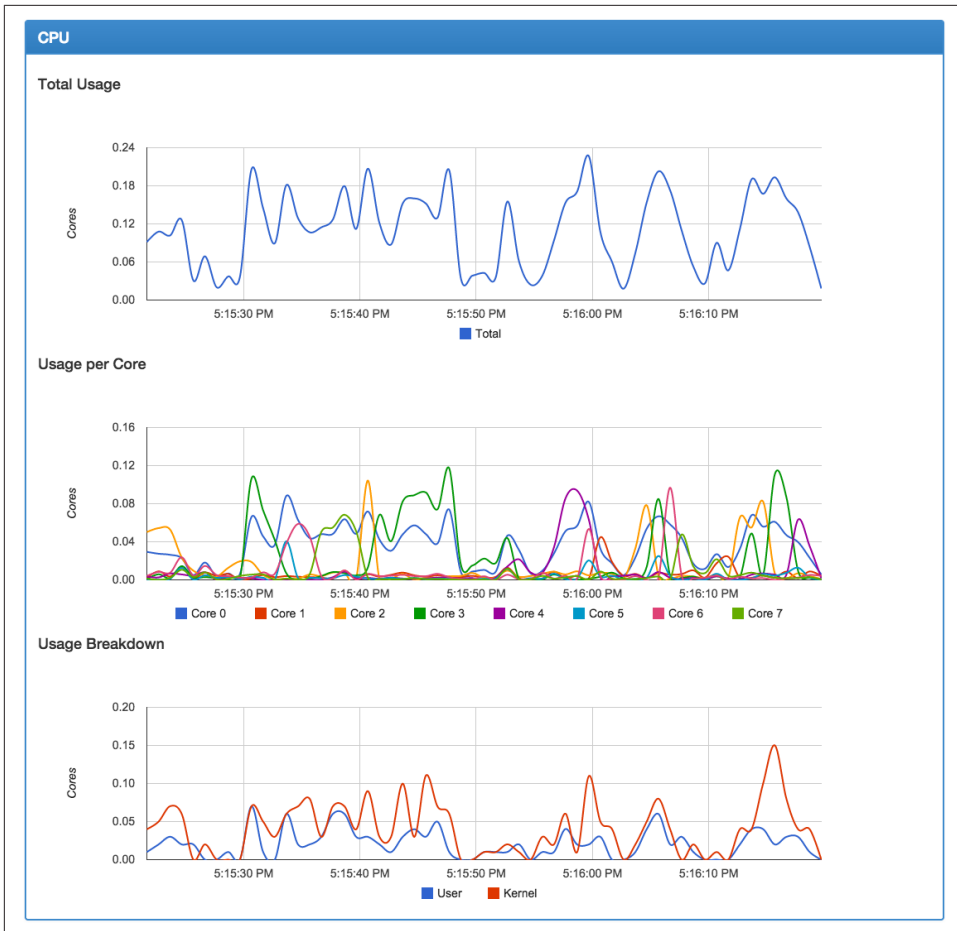 CPU
Total Usage
0.24
0.18
0.12
0.06
0.00
Cores
5:15:30 PM 5:15:40 PM 5:15:50 PM 5:16:00 PM 5:16:10 PM
Total
Usage per Core
0.16
0.12
0.08
0.04
0.00
Cores
5:15:30 PM 5:15:40 PM 5:15:50 PM 5:16:00 PM 5:16:10 PM
Core 0 Core 1 Core 2 Core 3 Core 4 Core 5 Core 6 Core 7
Usage Breakdown
0.20
0.15
0.10
0.05
0.00
Cores
5:15:30 PM 5:15:40 PM 5:15:50 PM 5:16:00 PM 5:16:10 PM
User Kernel